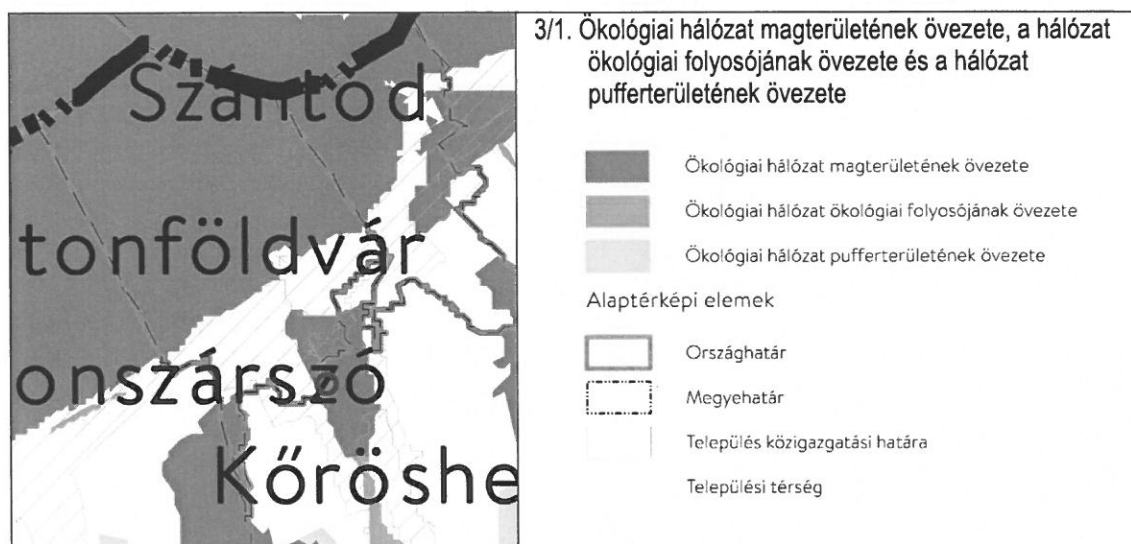 Szántód
tonföldvár
onszárszó
Kőröshe
3/1. Ökológiai hálózat magterületének övezete, a hálózat
ökológiai folyosójának övezete és a hálózat
pufferterületének övezete
Ökológiai hálózat magterületének övezete
Ökológiai hálózat ökológiai folyosójának övezete
Ökológiai hálózat pufferterületének övezete
Alaptérképi elemek
Országhatár
Megyehatár
Település közigazgatási határa
Települési térség